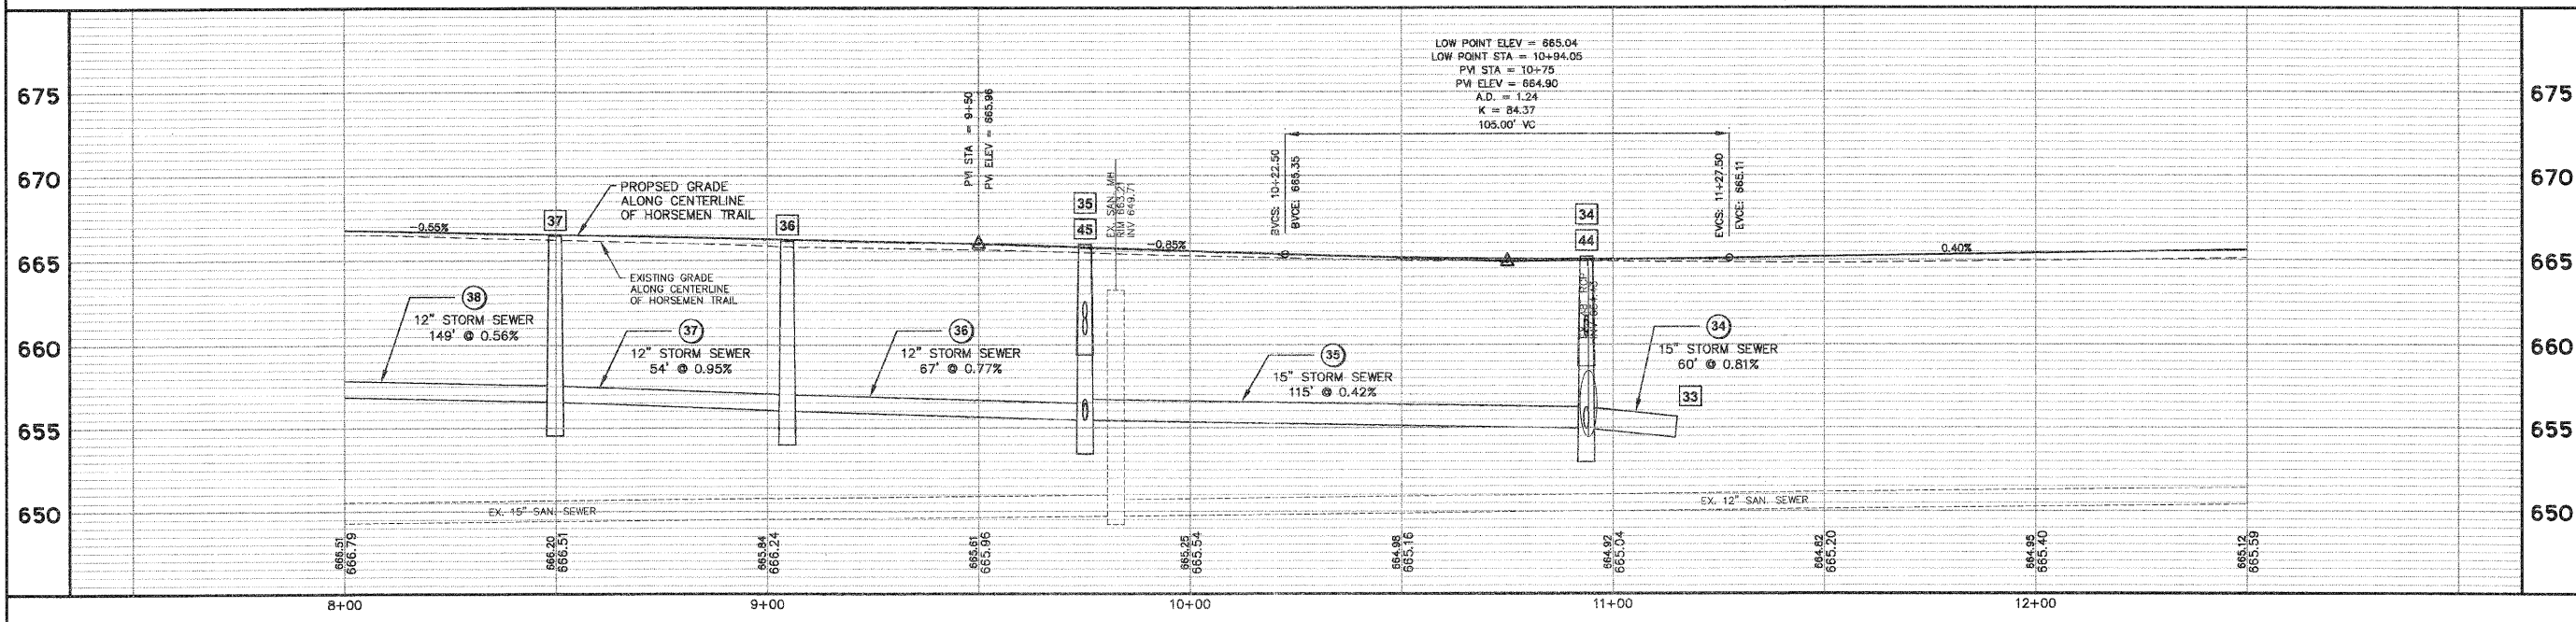 LOW POINT ELEV = 665.04
LOW POINT STA = 10+94.05
PVI STA = 10+75
PVI ELEV = 664.90
A.D. = 1.24
K = 84.37
105.00' VC
675
675
670
670
665
665
660
660
655
655
650
650
PVI STA = 9+50
PVI ELEV = 665.96
BVCS: 10+22.50
BVCE: 665.35
EVCS: 11+27.50
EVCE: 665.11
EX. SAN. MH
RIM 663.21
INV 649.71
PROPSED GRADE
ALONG CENTERLINE
OF HORSEMEN TRAIL
EXISTING GRADE
ALONG CENTERLINE
OF HORSEMEN TRAIL
-0.55%
-0.85%
0.40%
37
36
35
45
34
44
33
38
12" STORM SEWER
149' @ 0.56%
37
12" STORM SEWER
54' @ 0.95%
36
12" STORM SEWER
67' @ 0.77%
35
15" STORM SEWER
115' @ 0.42%
34
15" STORM SEWER
60' @ 0.81%
EX. 15" SAN. SEWER
EX. 12" SAN. SEWER
666.51
666.79
666.20
666.51
665.84
666.24
665.61
665.96
665.25
665.54
664.98
665.16
664.92
665.04
664.82
665.20
664.95
665.40
665.12
665.59
8+00
9+00
10+00
11+00
12+00